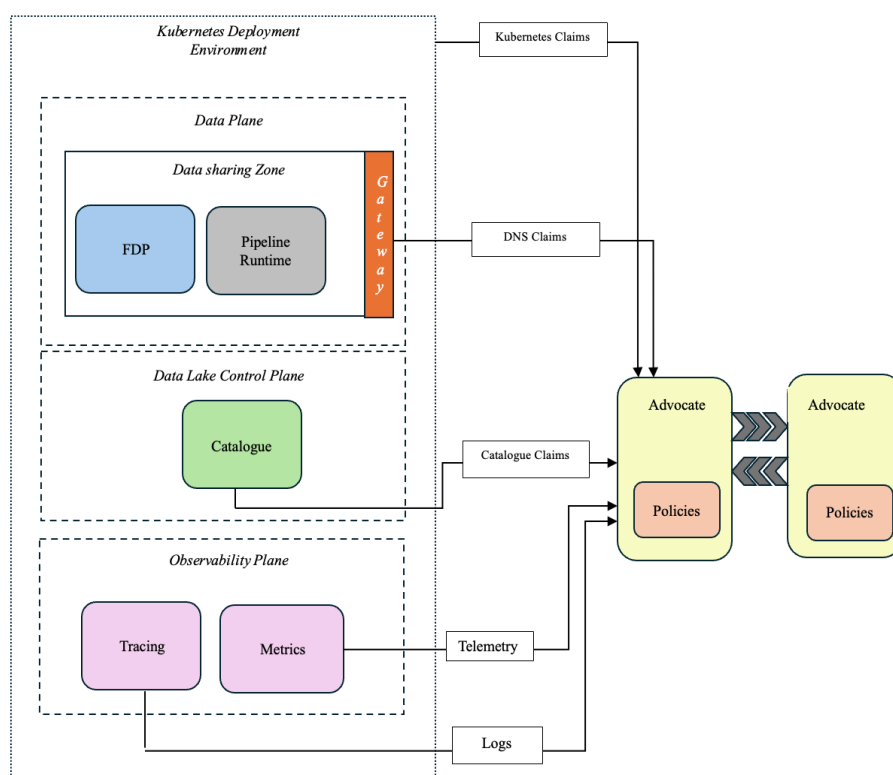 Kubernetes Deployment
Environment
Kubernetes Claims
Data Plane
Data sharing Zone
Gateway
FDP
Pipeline
Runtime
DNS Claims
Data Lake Control Plane
Catalogue
Catalogue Claims
Advocate
Policies
Advocate
Policies
Observability Plane
Tracing
Metrics
Telemetry
Logs